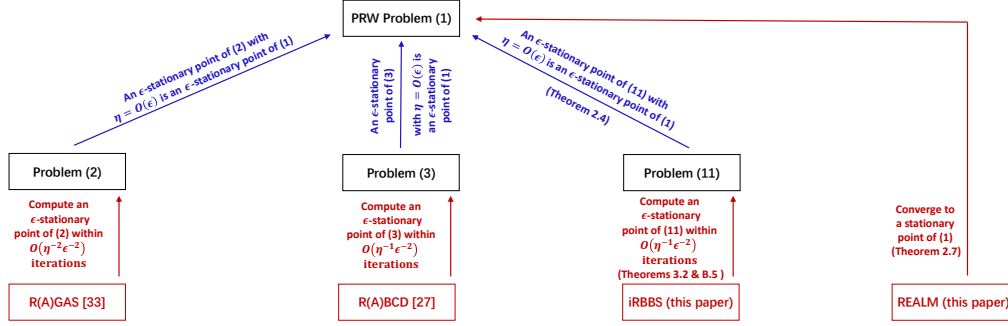 PRW Problem (1)
An ϵ-stationary point of (2) with
η = O(ϵ) is an ϵ-stationary point of (1)
An ϵ-stationary
point of (3)
with η = O(ϵ) is
an ϵ-stationary
point of (1)
An ϵ-stationary point of (11) with
η = O(ϵ) is an ϵ-stationary point of (1)
(Theorem 2.4)
Problem (2)
Problem (3)
Problem (11)
Compute an
ϵ-stationary
point of (2) within
O(η⁻²ϵ⁻²)
iterations
Compute an
ϵ-stationary
point of (3) within
O(η⁻¹ϵ⁻²)
iterations
Compute an
ϵ-stationary
point of (11) within
O(η⁻¹ϵ⁻²)
iterations
(Theorems 3.2 & B.5 )
Converge to
a stationary
point of (1)
(Theorem 2.7)
R(A)GAS [33]
R(A)BCD [27]
iRBBS (this paper)
REALM (this paper)